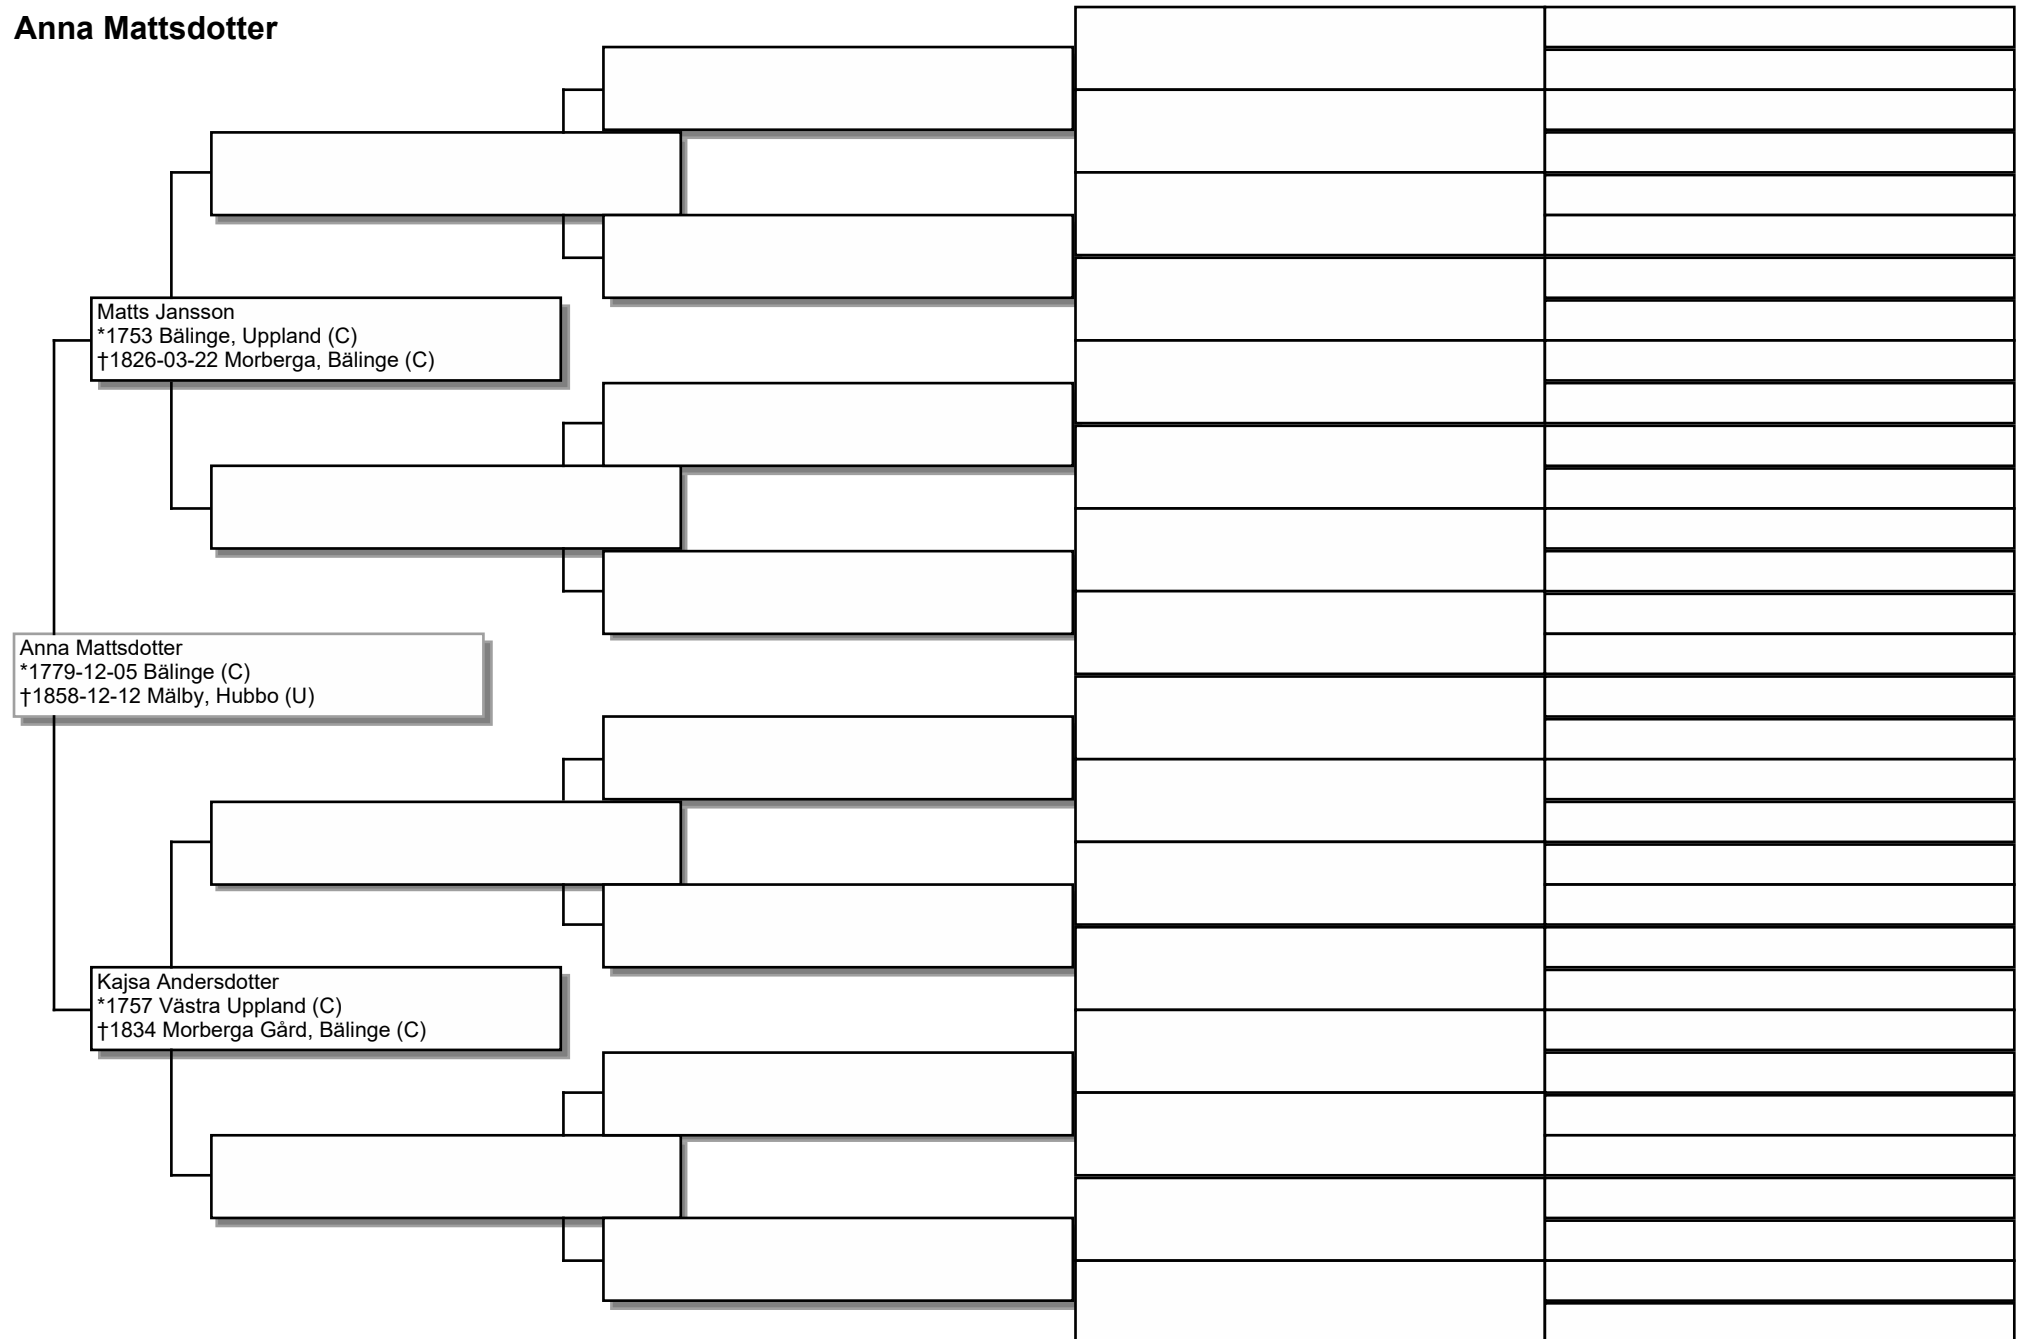 Anna Mattsdotter
Matts Jansson
*1753 Bälinge, Uppland (C)
†1826-03-22 Morberga, Bälinge (C)
Anna Mattsdotter
*1779-12-05 Bälinge (C)
†1858-12-12 Mälby, Hubbo (U)
Kajsa Andersdotter
*1757 Västra Uppland (C)
†1834 Morberga Gård, Bälinge (C)